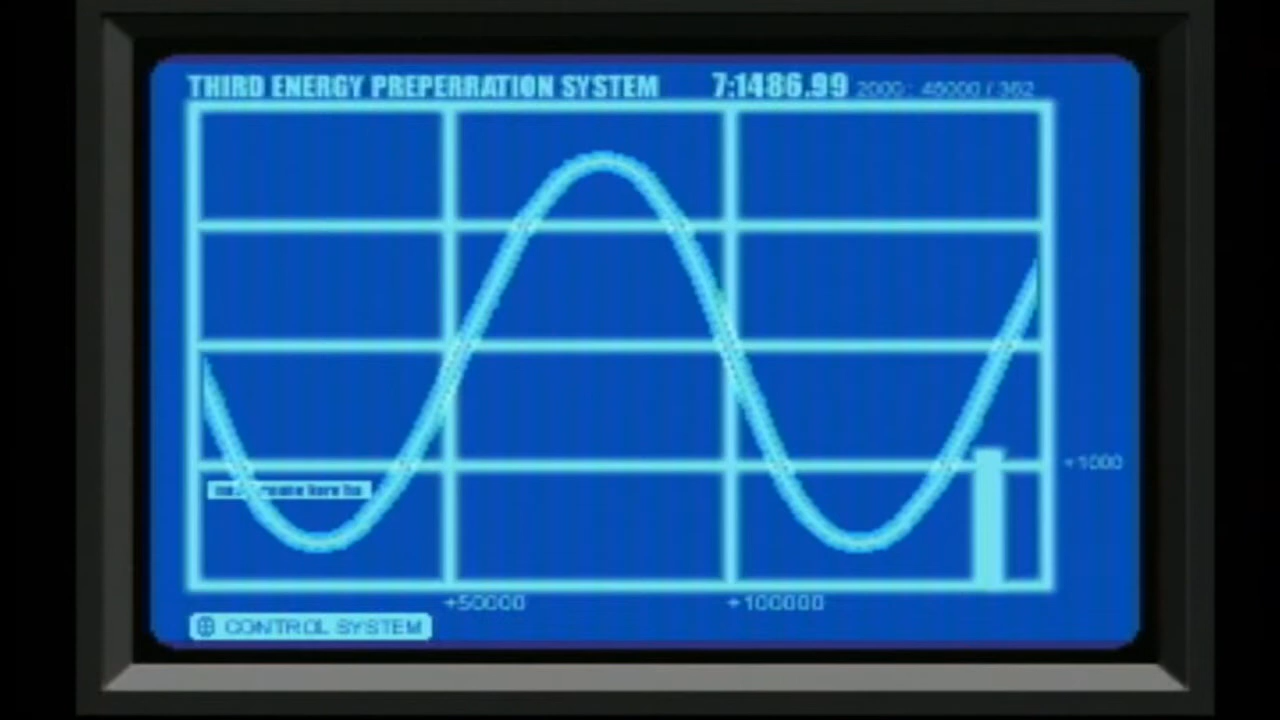 THIRD ENERGY PREPERRATION SYSTEM 7:1486.99 2000: 45000 / 362
+1000
+50000 +100000
CONTROL SYSTEM